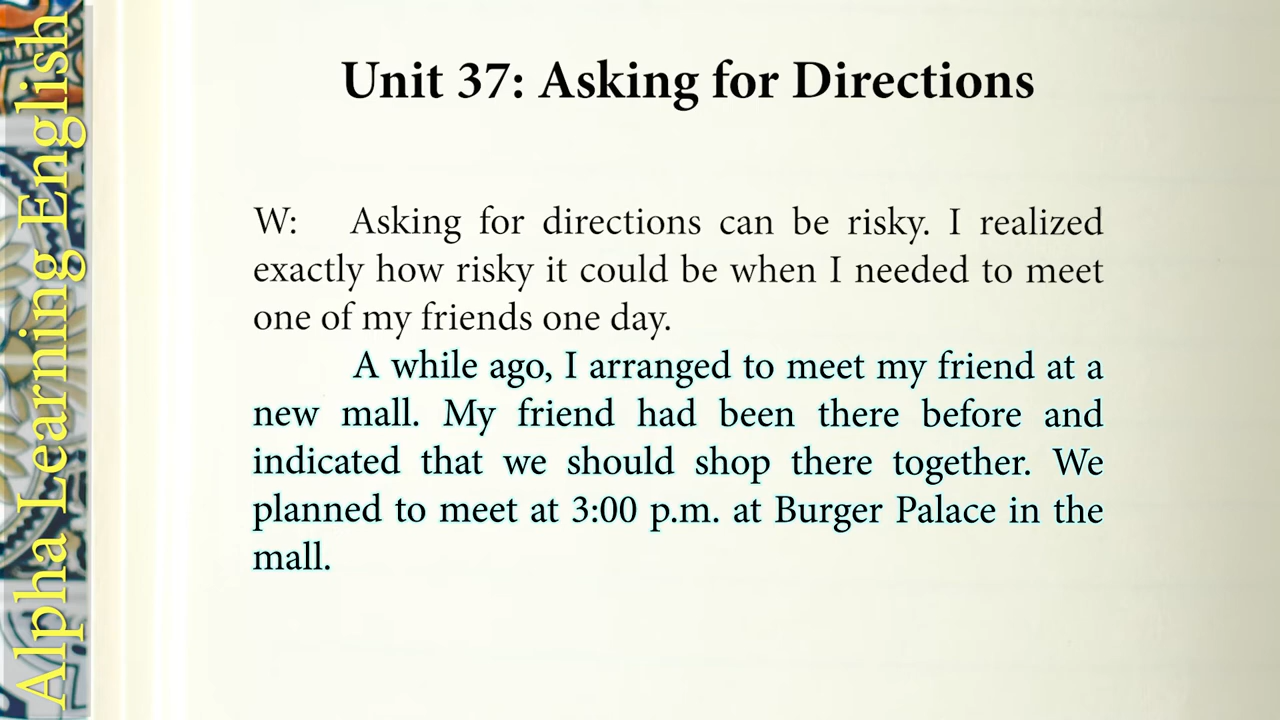 Alpha Learning English
Unit 37: Asking for Directions
W: Asking for directions can be risky. I realized
exactly how risky it could be when I needed to meet
one of my friends one day.
A while ago, I arranged to meet my friend at a
new mall. My friend had been there before and
indicated that we should shop there together. We
planned to meet at 3:00 p.m. at Burger Palace in the
mall.